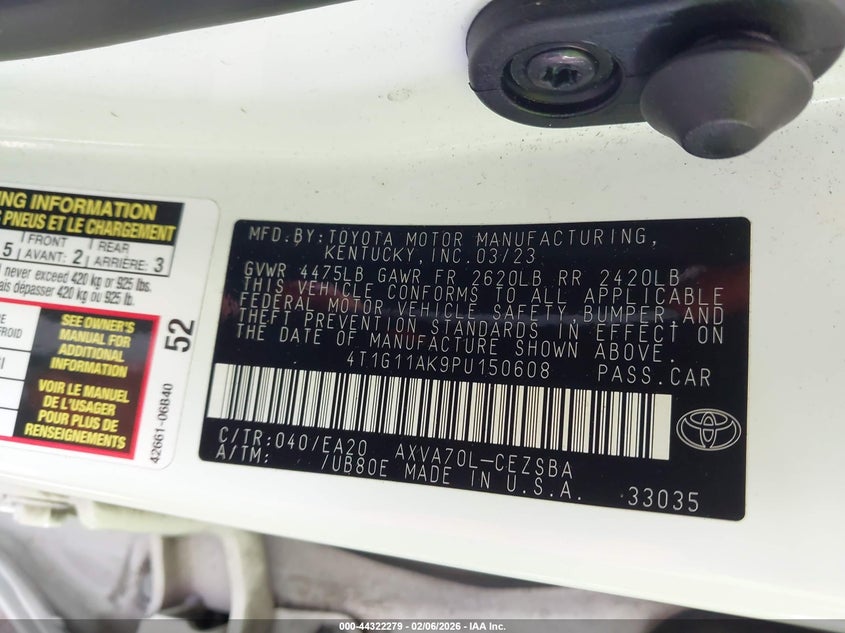 ING INFORMATION
PNEUS ET LE CHARGEMENT
5 FRONT AVANT: 2 REAR ARRIÈRE: 3
never exceed 420 kg or 925 lbs.
dépasser 420 kg ou 925 lb.
SEE OWNER'S
MANUAL FOR
ADDITIONAL
INFORMATION
VOIR LE MANUEL
DE L'USAGER
POUR PLUS DE
RENSEIGNEMENTS
52
42661-06840
MFD.BY:TOYOTA MOTOR MANUFACTURING,
KENTUCKY, INC.03/23
GVWR 4475LB GAWR FR 2620LB RR 2420LB
THIS VEHICLE CONFORMS TO ALL APPLICABLE
FEDERAL MOTOR VEHICLE SAFETY,BUMPER,AND
THEFT PREVENTION STANDARDS IN EFFECT ON
THE DATE OF MANUFACTURE SHOWN ABOVE.
4T1G11AK9PU150608 PASS.CAR
C/TR:040/EA20 AXVA70L-CEZSBA
A/TM: /UB80E MADE IN U.S.A.
33035
000-44322279 - 02/06/2026 - IAA Inc.